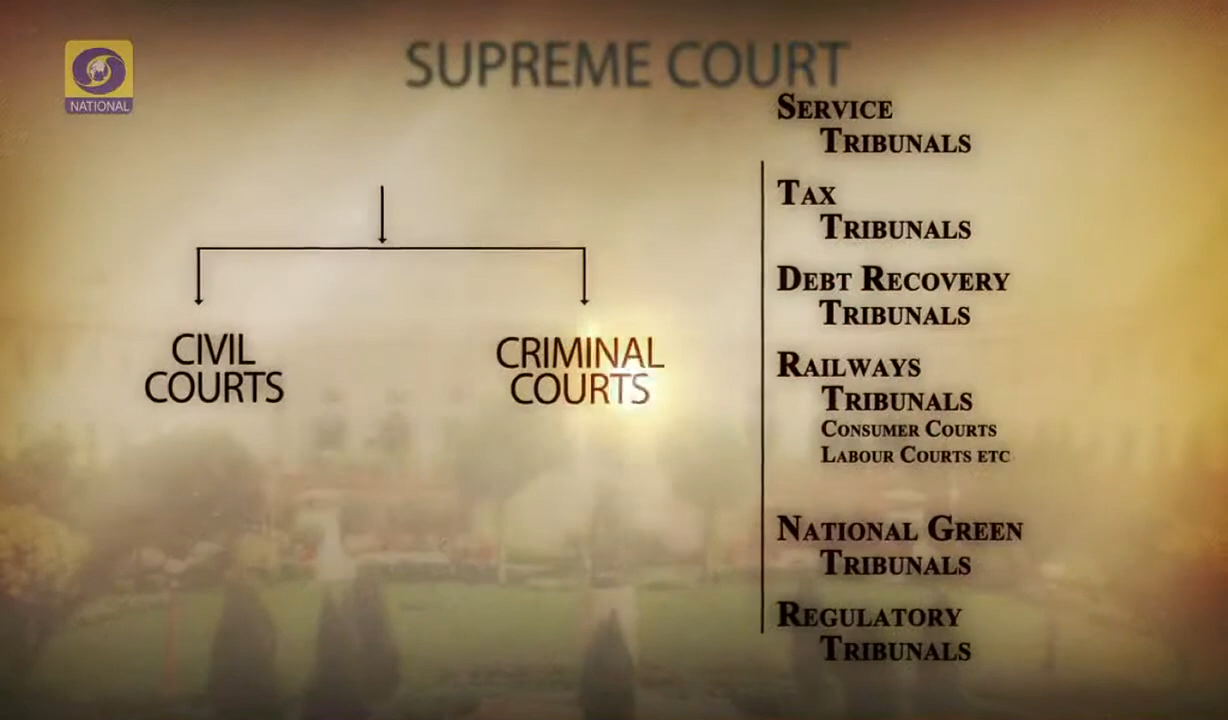 NATIONAL
SUPREME COURT
SERVICE
TRIBUNALS
TAX
TRIBUNALS
DEBT RECOVERY
TRIBUNALS
RAILWAYS
TRIBUNALS
CONSUMER COURTS
LABOUR COURTS ETC
NATIONAL GREEN
TRIBUNALS
REGULATORY
TRIBUNALS
CIVIL
COURTS
CRIMINAL
COURTS